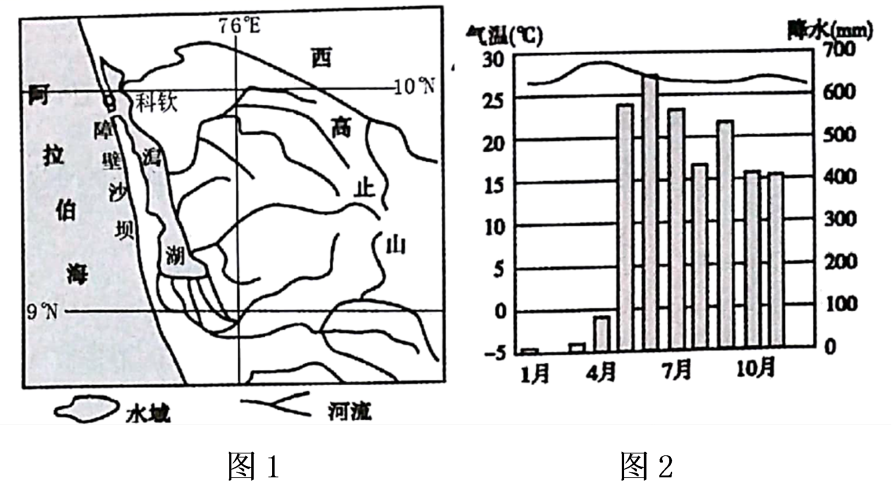 76°E
10°N
9°N
阿拉伯海
科钦
障壁沙坝
潟湖
西高止山
水域
河流
图1
气温(℃)
降水(mm)
30
25
20
15
10
5
0
-5
700
600
500
400
300
200
100
0
1月
4月
7月
10月
图2